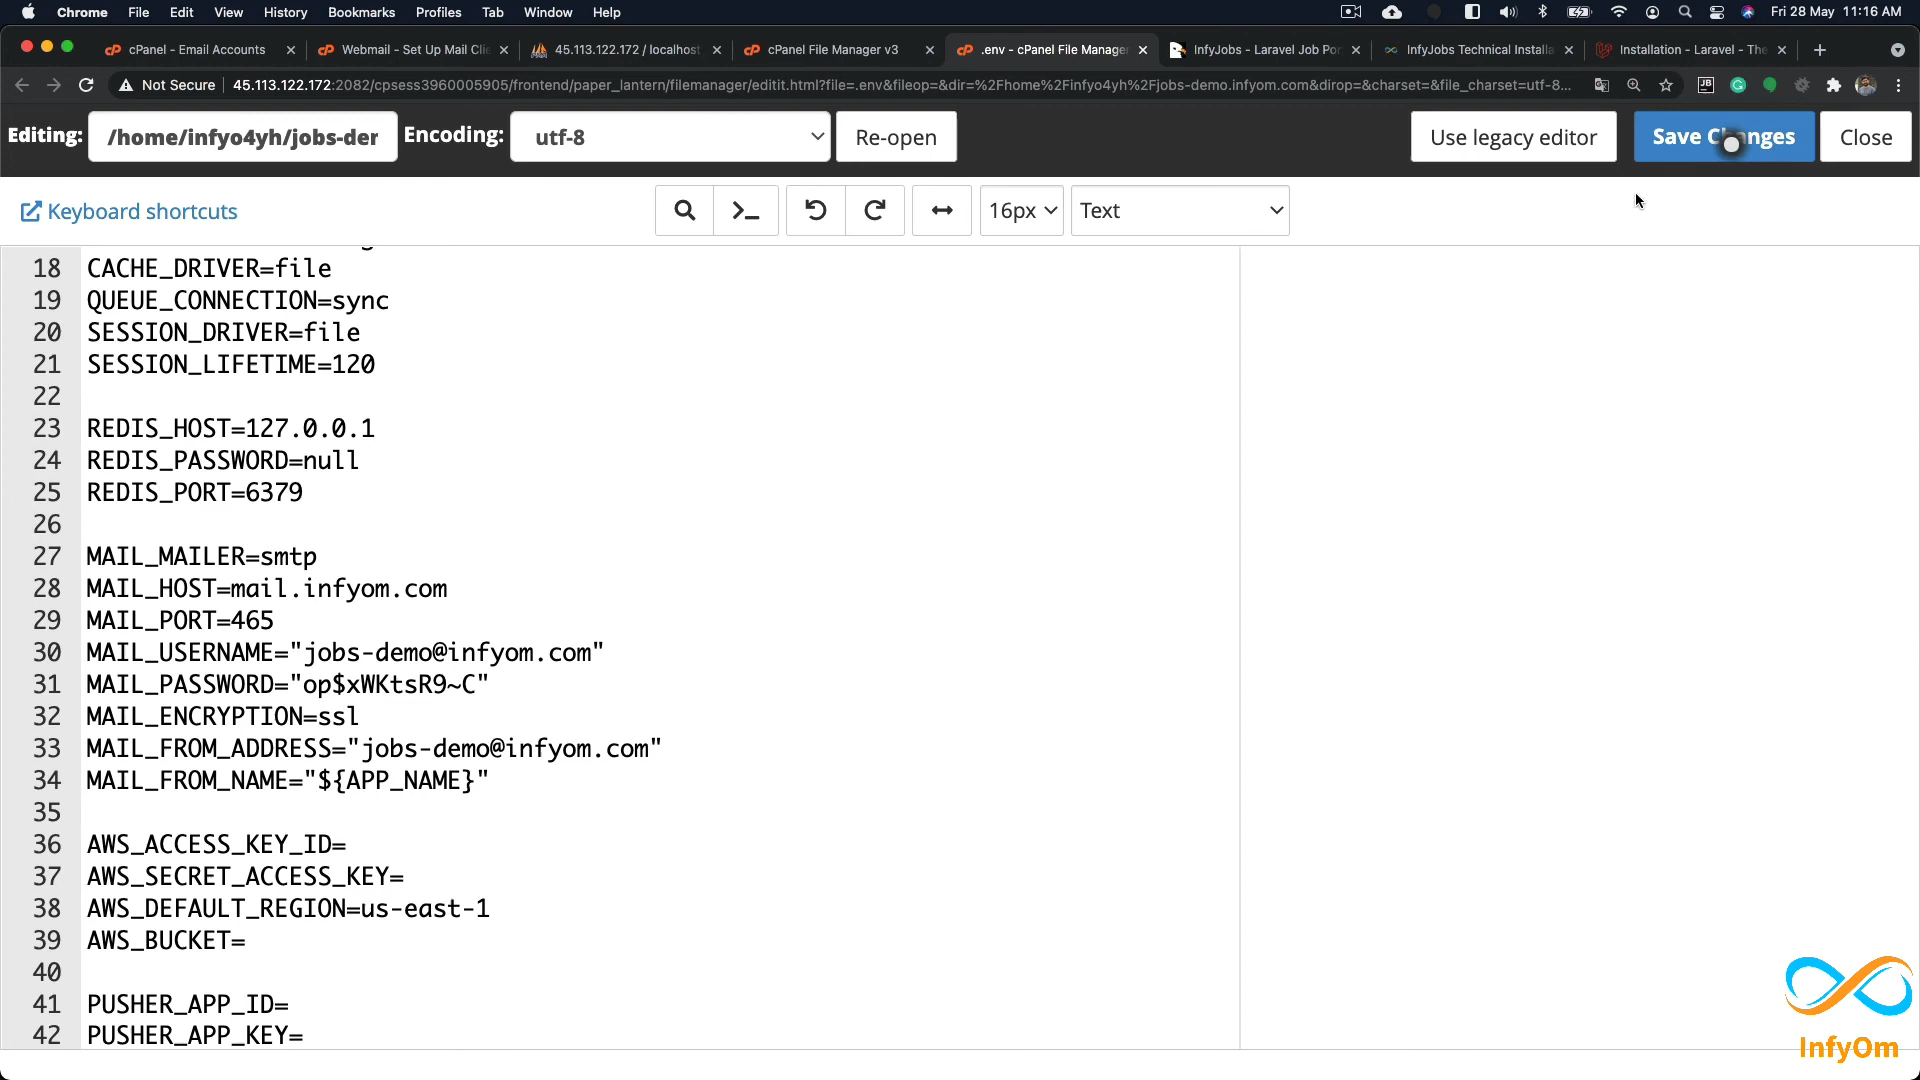 Chrome File Edit View History Bookmarks Profiles Tab Window Help Fri 28 May 11:16 AM
cPanel - Email Accounts Webmail - Set Up Mail Clie 45.113.122.172 / localhost cPanel File Manager v3 .env - cPanel File Manager InfyJobs - Laravel Job Por InfyJobs Technical Installa Installation - Laravel - The
Not Secure 45.113.122.172:2082/cpsess3960005905/frontend/paper_lantern/filemanager/editit.html?file=.env&fileop=&dir=%2Fhome%2Finfyo4yh%2Fjobs-demo.infyom.com&dirop=&charset=&file_charset=utf-8...
Editing: /home/infyo4yh/jobs-der Encoding: utf-8 Re-open Use legacy editor Save Changes Close
Keyboard shortcuts 16px Text
18 CACHE_DRIVER=file
19 QUEUE_CONNECTION=sync
20 SESSION_DRIVER=file
21 SESSION_LIFETIME=120
22
23 REDIS_HOST=127.0.0.1
24 REDIS_PASSWORD=null
25 REDIS_PORT=6379
26
27 MAIL_MAILER=smtp
28 MAIL_HOST=mail.infyom.com
29 MAIL_PORT=465
30 MAIL_USERNAME="jobs-demo@infyom.com"
31 MAIL_PASSWORD="op$xWKtsR9~C"
32 MAIL_ENCRYPTION=ssl
33 MAIL_FROM_ADDRESS="jobs-demo@infyom.com"
34 MAIL_FROM_NAME="${APP_NAME}"
35
36 AWS_ACCESS_KEY_ID=
37 AWS_SECRET_ACCESS_KEY=
38 AWS_DEFAULT_REGION=us-east-1
39 AWS_BUCKET=
40
41 PUSHER_APP_ID=
42 PUSHER_APP_KEY=
InfyOm